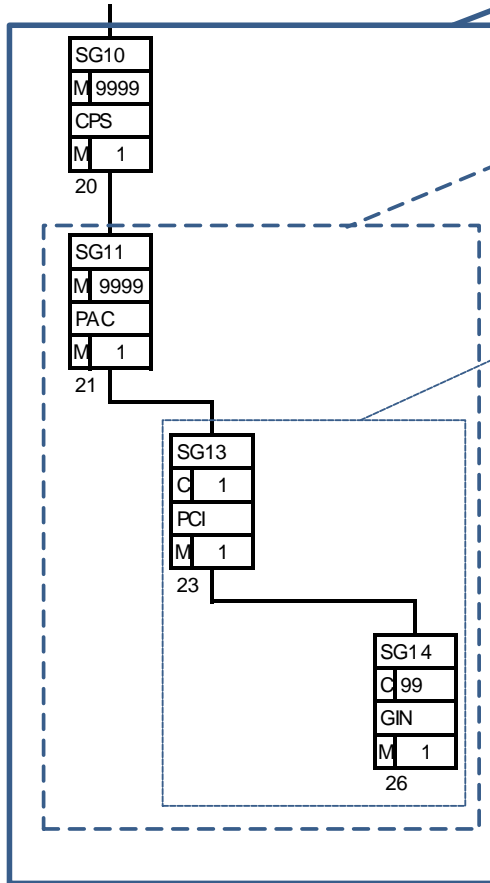 SG10
M 9999
CPS
M 1
20
SG11
M 9999
PAC
M 1
21
SG13
C 1
PCI
M 1
23
SG14
C 99
GIN
M 1
26